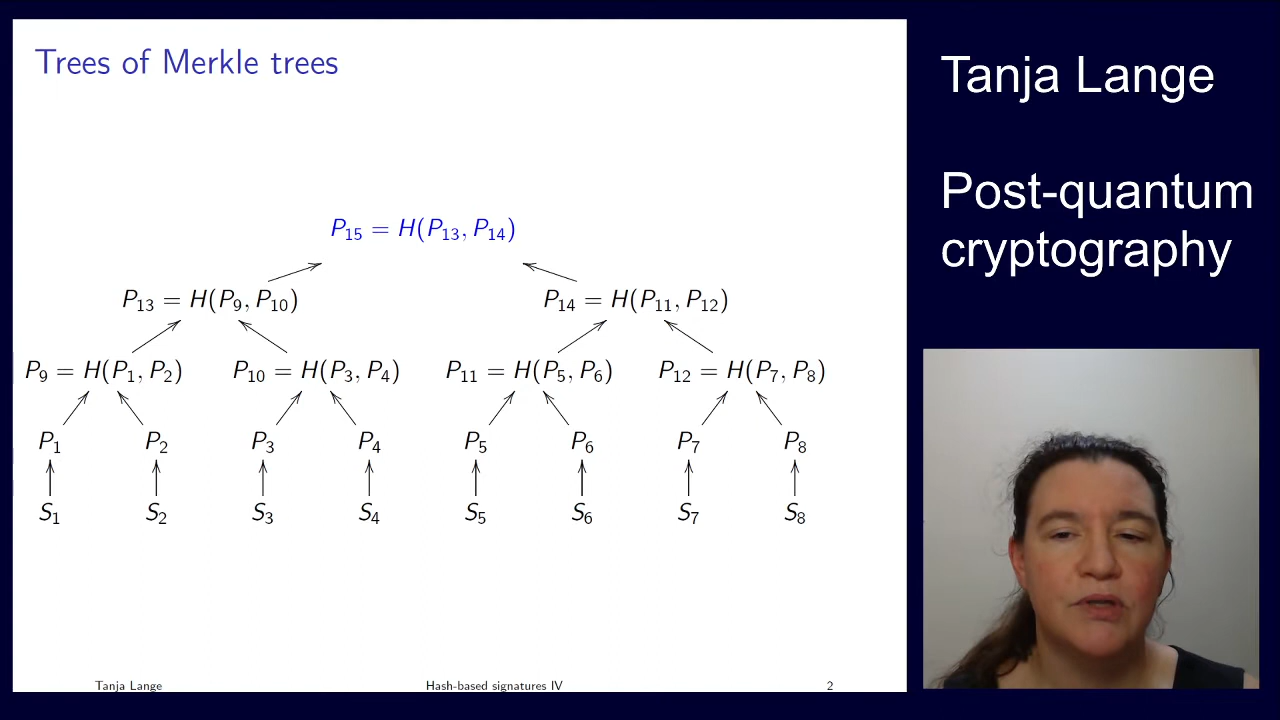 Trees of Merkle trees
P₁₅ = H(P₁₃, P₁₄)
P₁₃ = H(P₉, P₁₀) P₁₄ = H(P₁₁, P₁₂)
P₉ = H(P₁, P₂) P₁₀ = H(P₃, P₄) P₁₁ = H(P₅, P₆) P₁₂ = H(P₇, P₈)
P₁ P₂ P₃ P₄ P₅ P₆ P₇ P₈
S₁ S₂ S₃ S₄ S₅ S₆ S₇ S₈
Tanja Lange Hash-based signatures IV 2
Tanja Lange
Post-quantum
cryptography